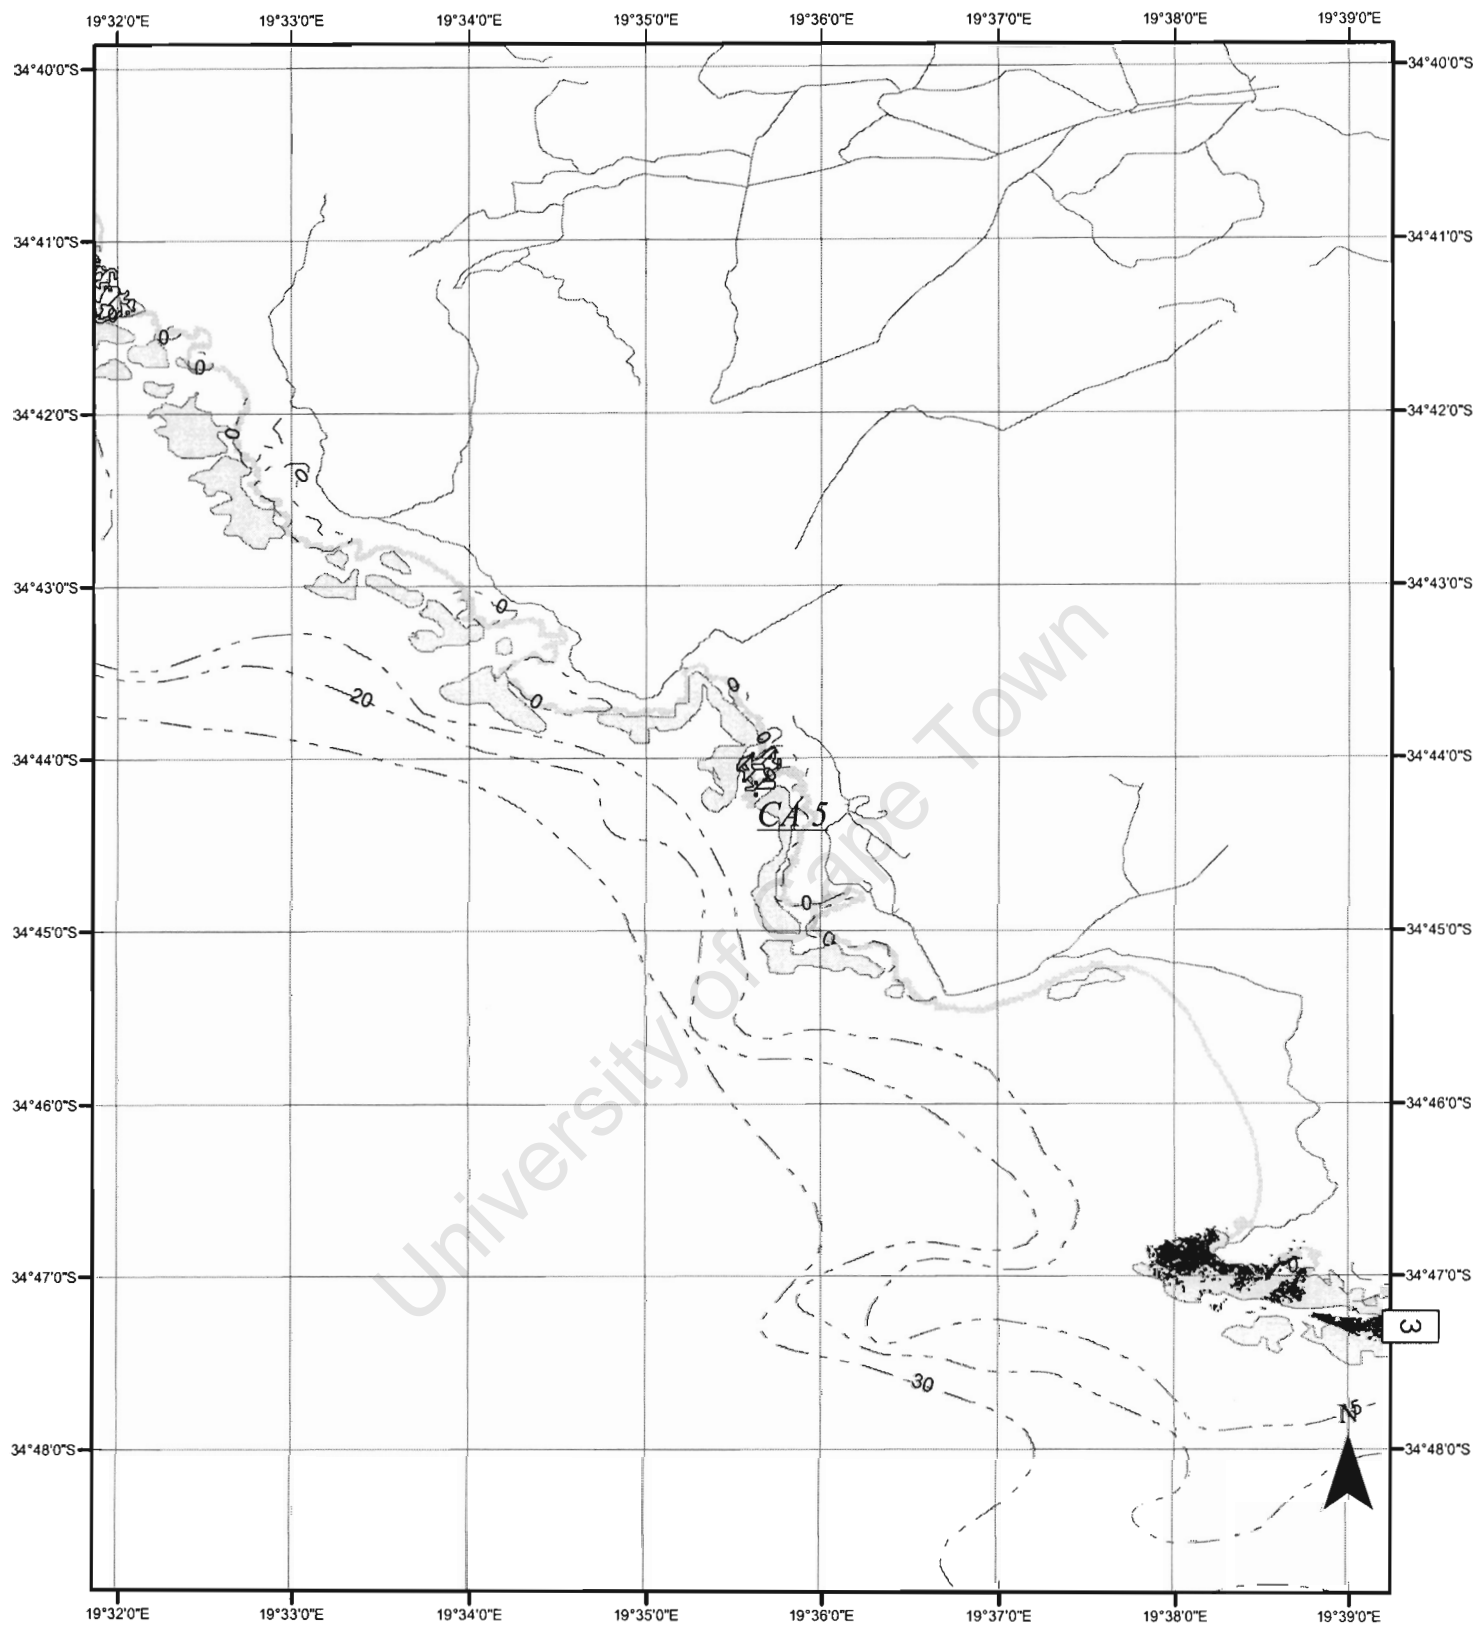 19°32'0"E 19°33'0"E 19°34'0"E 19°35'0"E 19°36'0"E 19°37'0"E 19°38'0"E 19°39'0"E
34°40'0"S 34°40'0"S
34°41'0"S 34°41'0"S
0
0
34°42'0"S 34°42'0"S
0
0
34°43'0"S 34°43'0"S
0
0
20
0
0
34°44'0"S 34°44'0"S
0
CA 5
0
34°45'0"S 34°45'0"S
0
University of Cape Town
34°46'0"S 34°46'0"S
0
34°47'0"S 34°47'0"S
3
30
N
5
34°48'0"S 34°48'0"S
19°32'0"E 19°33'0"E 19°34'0"E 19°35'0"E 19°36'0"E 19°37'0"E 19°38'0"E 19°39'0"E